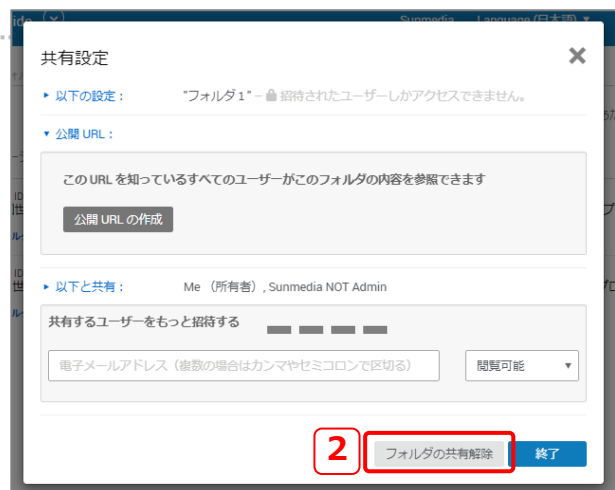 Sunmedia Language (日本語) ▼
共有設定
以下の設定： "フォルダ 1" – 招待されたユーザーしかアクセスできません。
公開 URL：
この URL を知っているすべてのユーザーがこのフォルダの内容を参照できます
公開 URL の作成
以下と共有： Me （所有者）, Sunmedia NOT Admin
共有するユーザーをもっと招待する
電子メールアドレス（複数の場合はカンマやセミコロンで区切る） 閲覧可能
2 フォルダの共有解除 終了